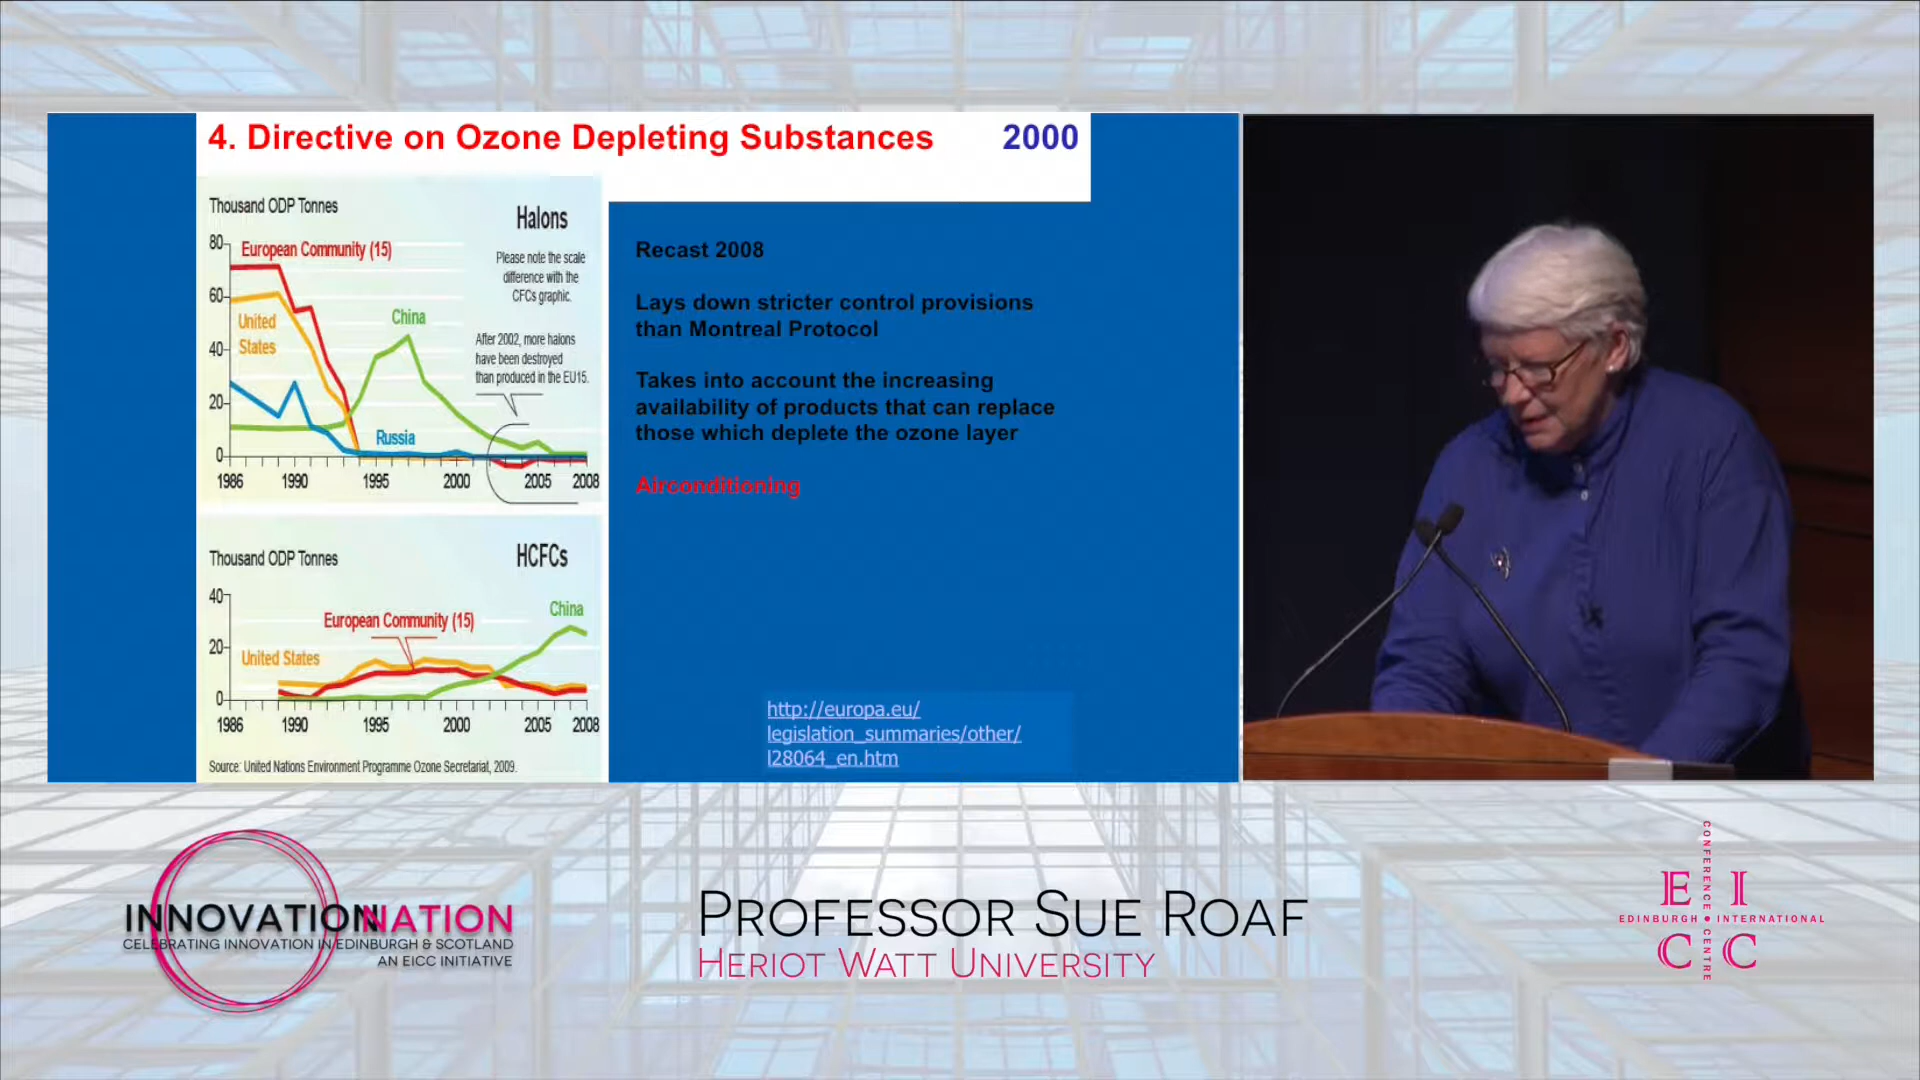 4. Directive on Ozone Depleting Substances 2000
Thousand ODP Tonnes
Halons
80
European Community (15)
Please note the scale
difference with the
CFCs graphic.
60
United
States
China
After 2002, more halons
have been destroyed
than produced in the EU15.
40
20
Russia
0
1986 1990 1995 2000 2005 2008
Thousand ODP Tonnes
HCFCs
40
China
European Community (15)
20
United States
0
1986 1990 1995 2000 2005 2008
Source: United Nations Environment Programme Ozone Secretariat, 2009.
Recast 2008
Lays down stricter control provisions
than Montreal Protocol
Takes into account the increasing
availability of products that can replace
those which deplete the ozone layer
Airconditioning
http://europa.eu/
legislation_summaries/other/
l28064_en.htm
INNOVATIONNATION
CELEBRATING INNOVATION IN EDINBURGH & SCOTLAND
AN EICC INITIATIVE
PROFESSOR SUE ROAF
HERIOT WATT UNIVERSITY
E I
EDINBURGH • INTERNATIONAL
C C
CONFERENCE CENTRE